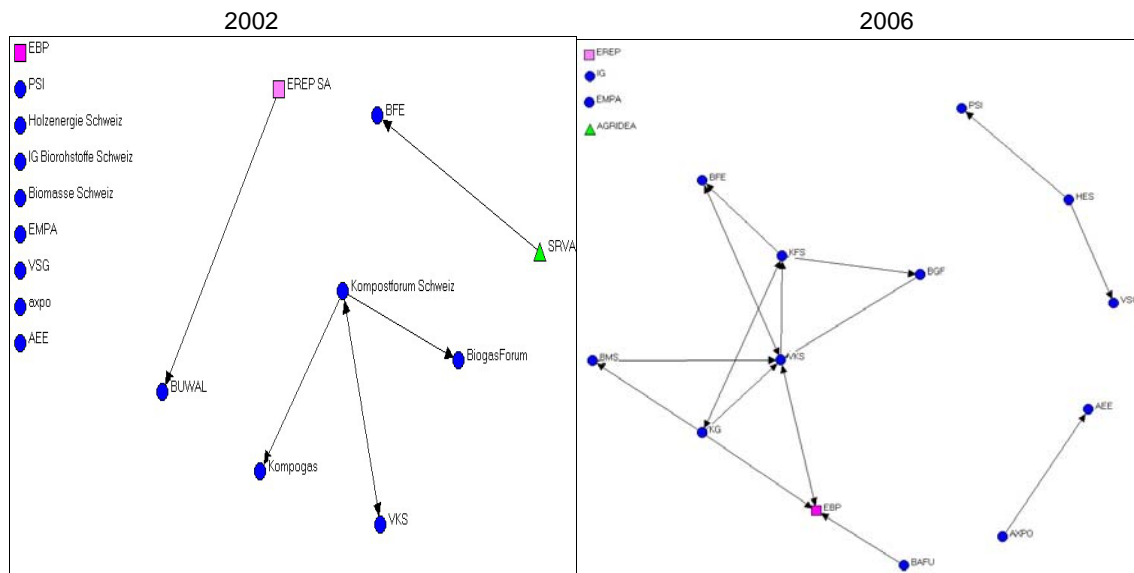 2002
EBP
EREP SA
PSI
BFE
Holzenergie Schweiz
IG Biorohstoffe Schweiz
Biomasse Schweiz
EMPA
SRVA
VSG
Kompostforum Schweiz
axpo
AEE
BiogasForum
BUWAL
Kompogas
VKS
2006
EREP
IG
EMPA
PSI
AGRIDEA
BFE
HES
KFS
BGF
VSG
BMS
VKS
AEE
KG
EBP
AXPO
BAFU